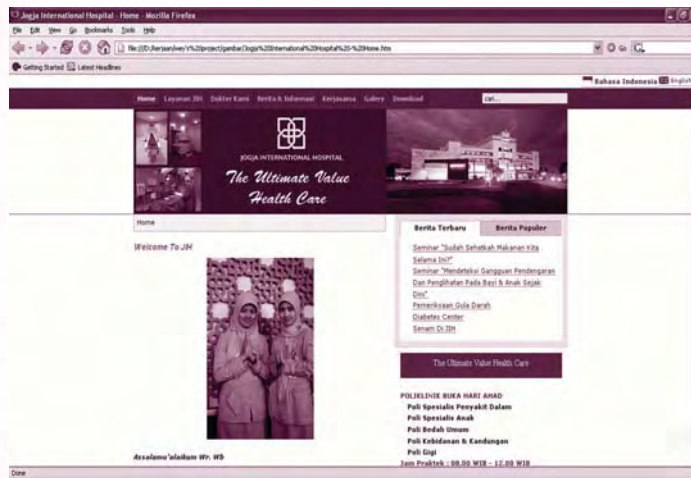 Jogja International Hospital - Home - Mozilla Firefox
File Edit View Go Bookmarks Tools Help
Go
Getting Started Latest Headlines
Bahasa Indonesia English
Home Layanan JIH Dokter Kami Berita & Informasi Kerjasama Galery Download cari...
JOGJA INTERNATIONAL HOSPITAL
The Ultimate Value
Health Care
Home
Berita Terbaru Berita Populer
Welcome To JIH
Seminar "Sudah Sehatkah Makanan Kita
Selama Ini?"
Seminar "Mendeteksi Gangguan Pendengaran
Dan Penglihatan Pada Bayi & Anak Sejak
Dini"
Pemeriksaan Gula Darah
Diabetes Center
Senam Di JIH
The Ultimate Value Health Care
POLIKLINIK BUKA HARI AHAD
Poli Spesialis Penyakit Dalam
Poli Spesialis Anak
Poli Bedah Umum
Poli Kebidanan & Kandungan
Poli Gigi
Jam Praktek : 08.00 WIB - 12.00 WIB
Assalamu'alaikum Wr. Wb
Done